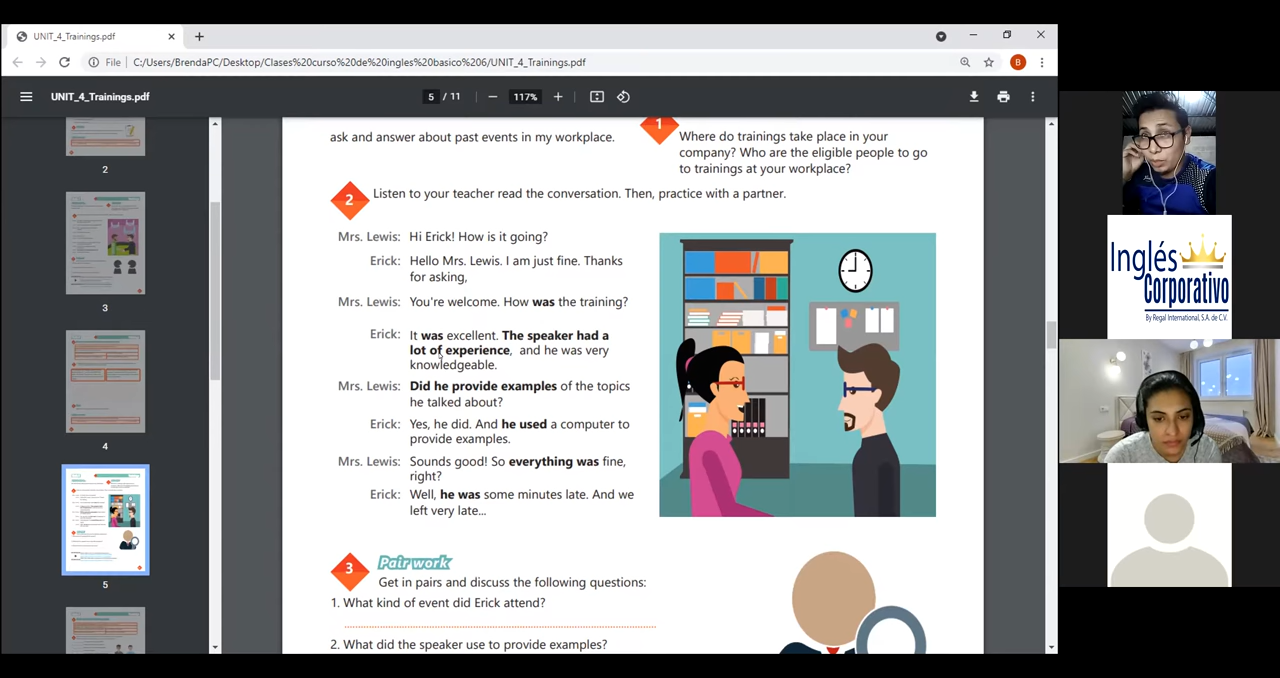 UNIT_4_Trainings.pdf
File
C:/Users/BrendaPC/Desktop/Clases%20curso%20de%20ingles%20basico%206/UNIT_4_Trainings.pdf
B
UNIT_4_Trainings.pdf
5 / 11
117%
2
3
4
5
ask and answer about past events in my workplace.
1
Where do trainings take place in your
company? Who are the eligible people to go
to trainings at your workplace?
2
Listen to your teacher read the conversation. Then, practice with a partner.
Mrs. Lewis: Hi Erick! How is it going?
Erick: Hello Mrs. Lewis. I am just fine. Thanks
for asking,
Mrs. Lewis: You're welcome. How was the training?
Erick: It was excellent. The speaker had a
lot of experience, and he was very
knowledgeable.
Mrs. Lewis: Did he provide examples of the topics
he talked about?
Erick: Yes, he did. And he used a computer to
provide examples.
Mrs. Lewis: Sounds good! So everything was fine,
right?
Erick: Well, he was some minutes late. And we
left very late...
3
Pair work
Get in pairs and discuss the following questions:
1. What kind of event did Erick attend?
2. What did the speaker use to provide examples?
Inglés
Corporativo
By Regal International, S.A. de C.V.